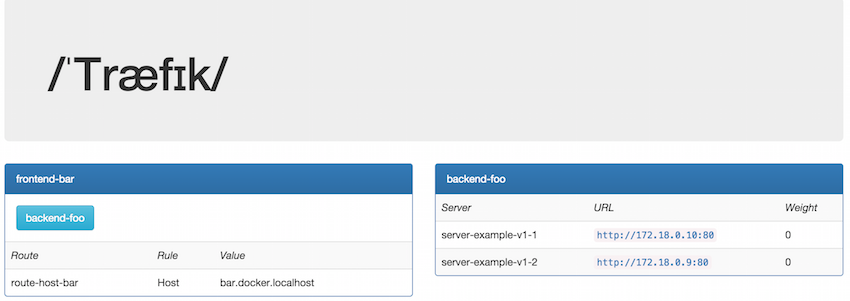 /ˈTræfɪk/
frontend-bar
backend-foo
Route Rule Value
route-host-bar Host bar.docker.localhost
backend-foo
Server URL Weight
server-example-v1-1 http://172.18.0.10:80 0
server-example-v1-2 http://172.18.0.9:80 0